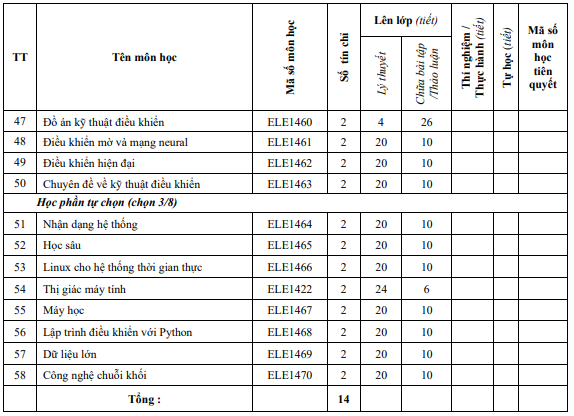 TT Tên môn học Mã số môn học Số tín chỉ Lên lớp (tiết) Lý thuyết Chữa bài tập /Thảo luận Thí nghiệm / Thực hành (tiết) Tự học (tiết) Mã số môn học tiên quyết
47 Đồ án kỹ thuật điều khiển ELE1460 2 4 26
48 Điều khiển mờ và mạng neural ELE1461 2 20 10
49 Điều khiển hiện đại ELE1462 2 20 10
50 Chuyên đề về kỹ thuật điều khiển ELE1463 2 20 10
Học phần tự chọn (chọn 3/8)
51 Nhận dạng hệ thống ELE1464 2 20 10
52 Học sâu ELE1465 2 20 10
53 Linux cho hệ thống thời gian thực ELE1466 2 20 10
54 Thị giác máy tính ELE1422 2 24 6
55 Máy học ELE1467 2 20 10
56 Lập trình điều khiển với Python ELE1468 2 20 10
57 Dữ liệu lớn ELE1469 2 20 10
58 Công nghệ chuỗi khối ELE1470 2 20 10
Tổng : 14